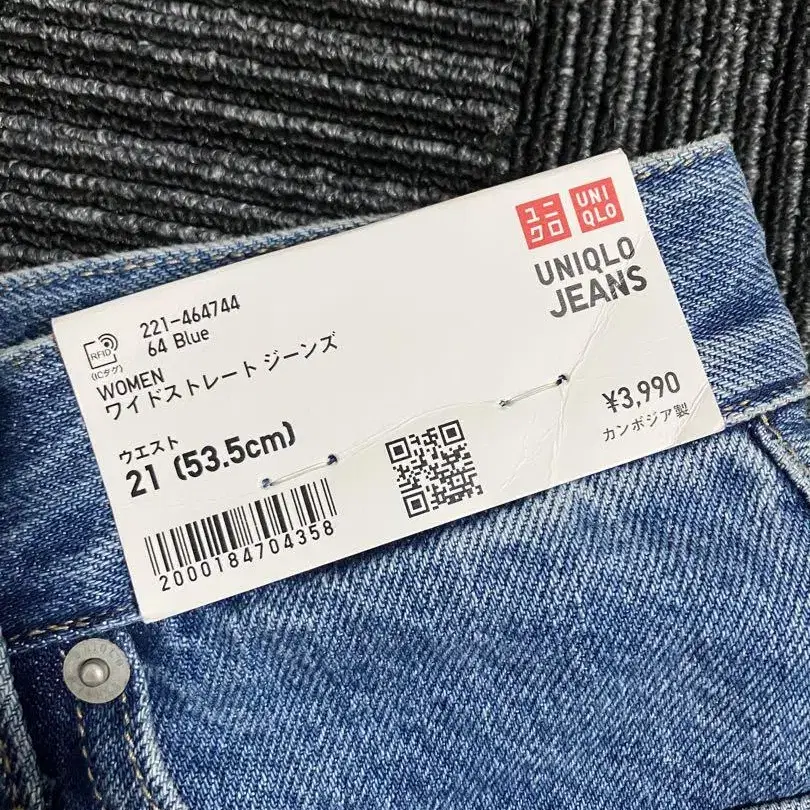 ユニ
クロ
UNI
QLO
UNIQLO
JEANS
221-464744
64 Blue
RFID
(ICタグ)
WOMEN
ワイドストレートジーンズ
¥3,990
カンボジア製
ウエスト
21 (53.5cm)
2000184704358